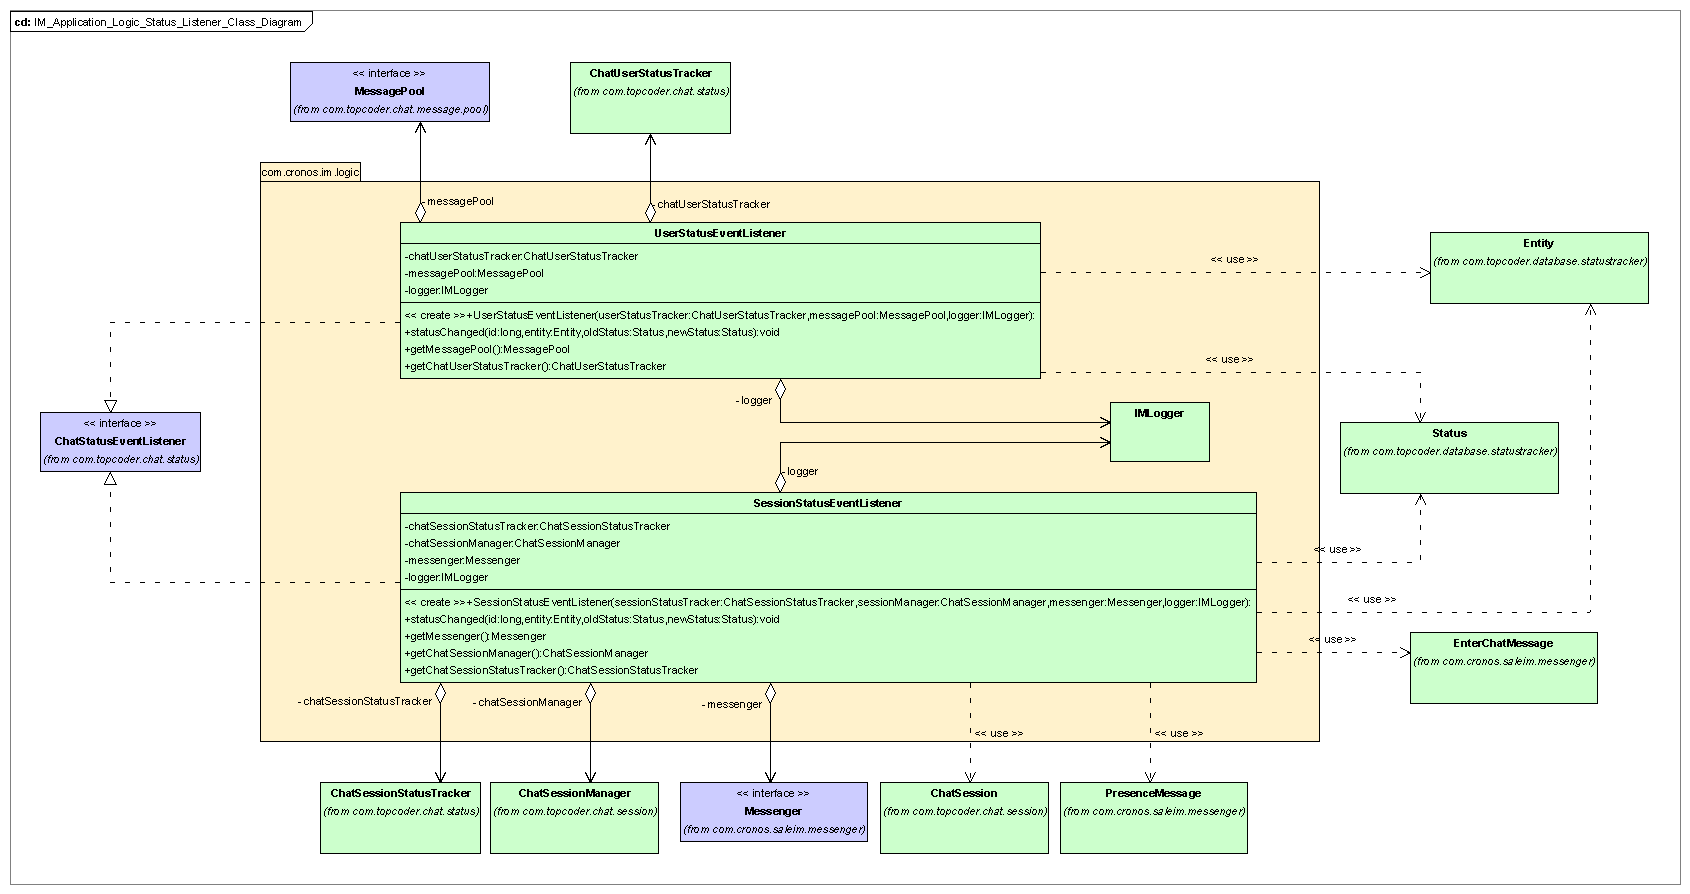 cd: IM_Application_Logic_Status_Listener_Class_Diagram
<< interface >>
MessagePool
(from com.topcoder.chat.message.pool)
ChatUserStatusTracker
(from com.topcoder.chat.status)
com.cronos.im.logic
- messagePool
- chatUserStatusTracker
UserStatusEventListener
-chatUserStatusTracker:ChatUserStatusTracker
-messagePool:MessagePool
-logger:IMLogger
<< create >>+UserStatusEventListener(userStatusTracker:ChatUserStatusTracker,messagePool:MessagePool,logger:IMLogger):
+statusChanged(id:long,entity:Entity,oldStatus:Status,newStatus:Status):void
+getMessagePool():MessagePool
+getChatUserStatusTracker():ChatUserStatusTracker
<< use >>
Entity
(from com.topcoder.database.statustracker)
<< use >>
- logger
IMLogger
<< interface >>
ChatStatusEventListener
(from com.topcoder.chat.status)
Status
(from com.topcoder.database.statustracker)
- logger
SessionStatusEventListener
-chatSessionStatusTracker:ChatSessionStatusTracker
-chatSessionManager:ChatSessionManager
-messenger:Messenger
-logger:IMLogger
<< create >>+SessionStatusEventListener(sessionStatusTracker:ChatSessionStatusTracker,sessionManager:ChatSessionManager,messenger:Messenger,logger:IMLogger):
+statusChanged(id:long,entity:Entity,oldStatus:Status,newStatus:Status):void
+getMessenger():Messenger
+getChatSessionManager():ChatSessionManager
+getChatSessionStatusTracker():ChatSessionStatusTracker
<< use >>
<< use >>
<< use >>
EnterChatMessage
(from com.cronos.saleim.messenger)
- chatSessionStatusTracker
- chatSessionManager
- messenger
<< use >>
<< use >>
ChatSessionStatusTracker
(from com.topcoder.chat.status)
ChatSessionManager
(from com.topcoder.chat.session)
<< interface >>
Messenger
(from com.cronos.saleim.messenger)
ChatSession
(from com.topcoder.chat.session)
PresenceMessage
(from com.cronos.saleim.messenger)